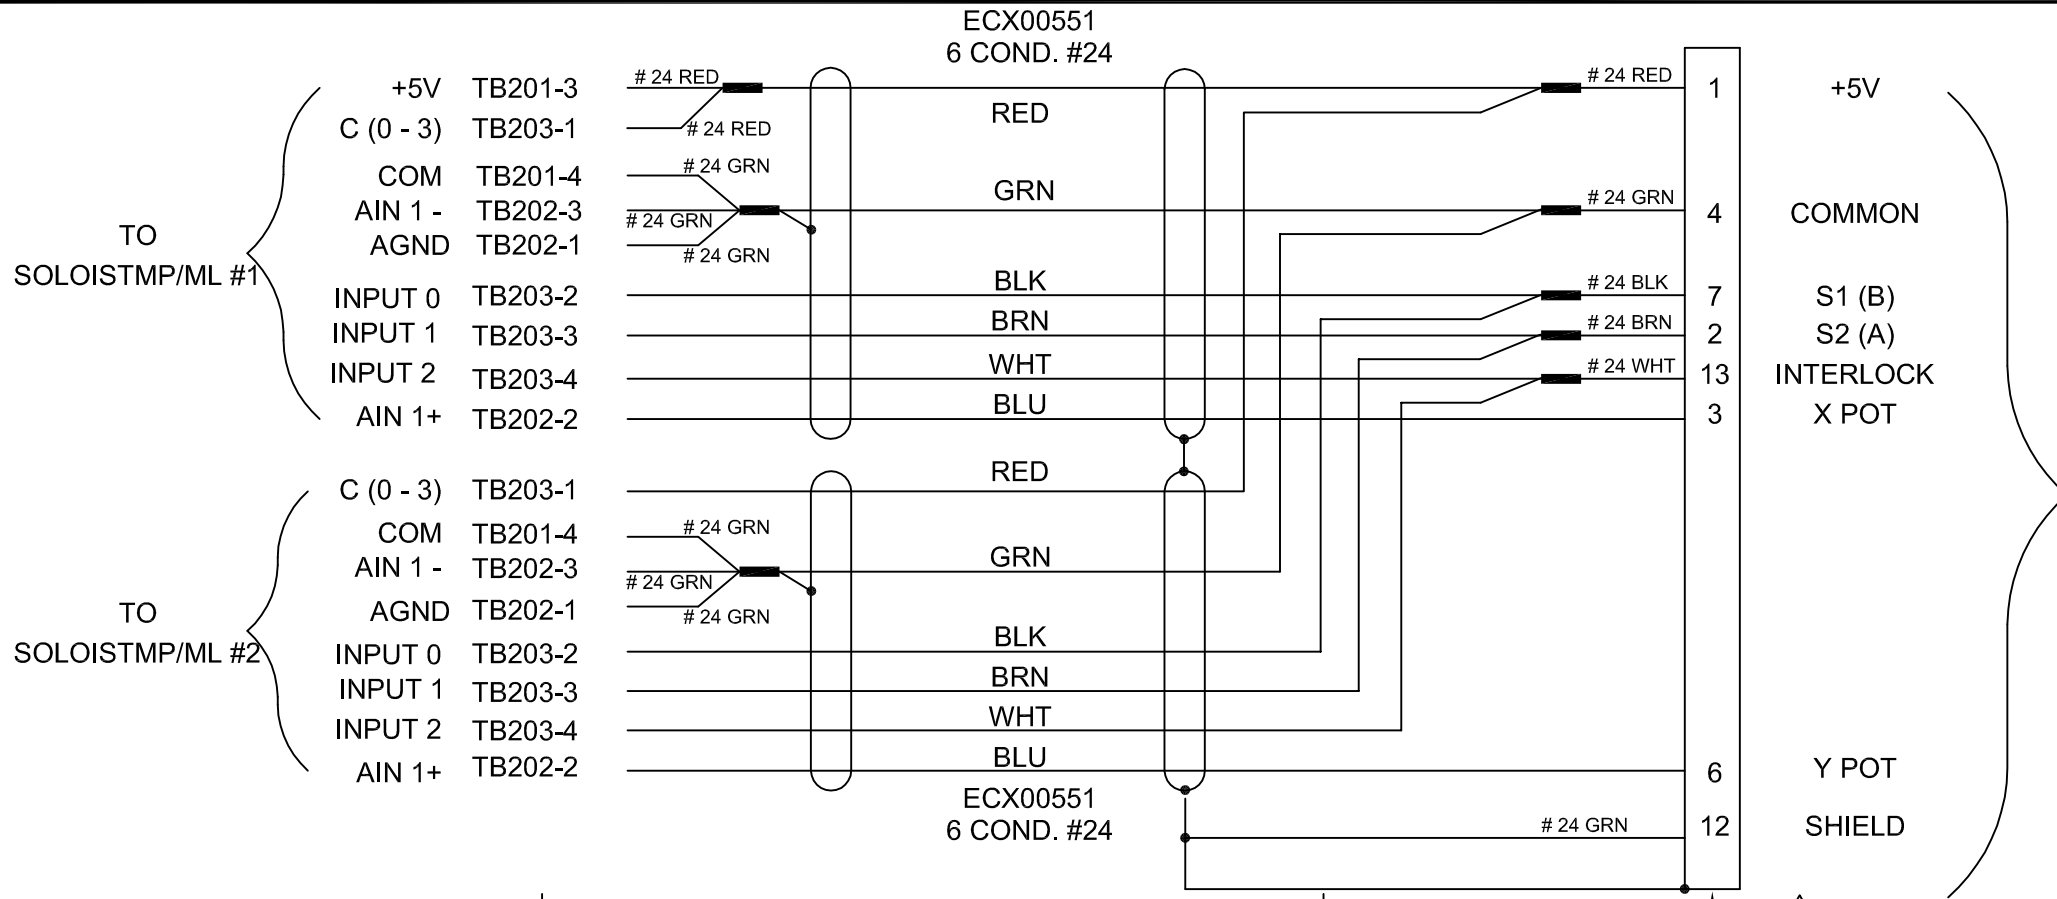 ECX00551
6 COND. #24
+5V TB201-3 # 24 RED # 24 RED 1 +5V
RED
C (0 - 3) TB203-1 # 24 RED
COM TB201-4 # 24 GRN
GRN # 24 GRN
AIN 1 - TB202-3 # 24 GRN 4 COMMON
TO
AGND TB202-1 # 24 GRN
SOLOISTMP/ML #1
BLK # 24 BLK
INPUT 0 TB203-2 7 S1 (B)
BRN # 24 BRN
INPUT 1 TB203-3 2 S2 (A)
WHT # 24 WHT
INPUT 2 TB203-4 13 INTERLOCK
BLU
AIN 1+ TB202-2 3 X POT
RED
C (0 - 3) TB203-1
COM TB201-4 # 24 GRN
GRN
AIN 1 - TB202-3 # 24 GRN
TO
AGND TB202-1 # 24 GRN
BLK
SOLOISTMP/ML #2
INPUT 0 TB203-2
BRN
INPUT 1 TB203-3
WHT
INPUT 2 TB203-4
BLU
AIN 1+ TB202-2 6 Y POT
ECX00551
6 COND. #24
# 24 GRN 12 SHIELD